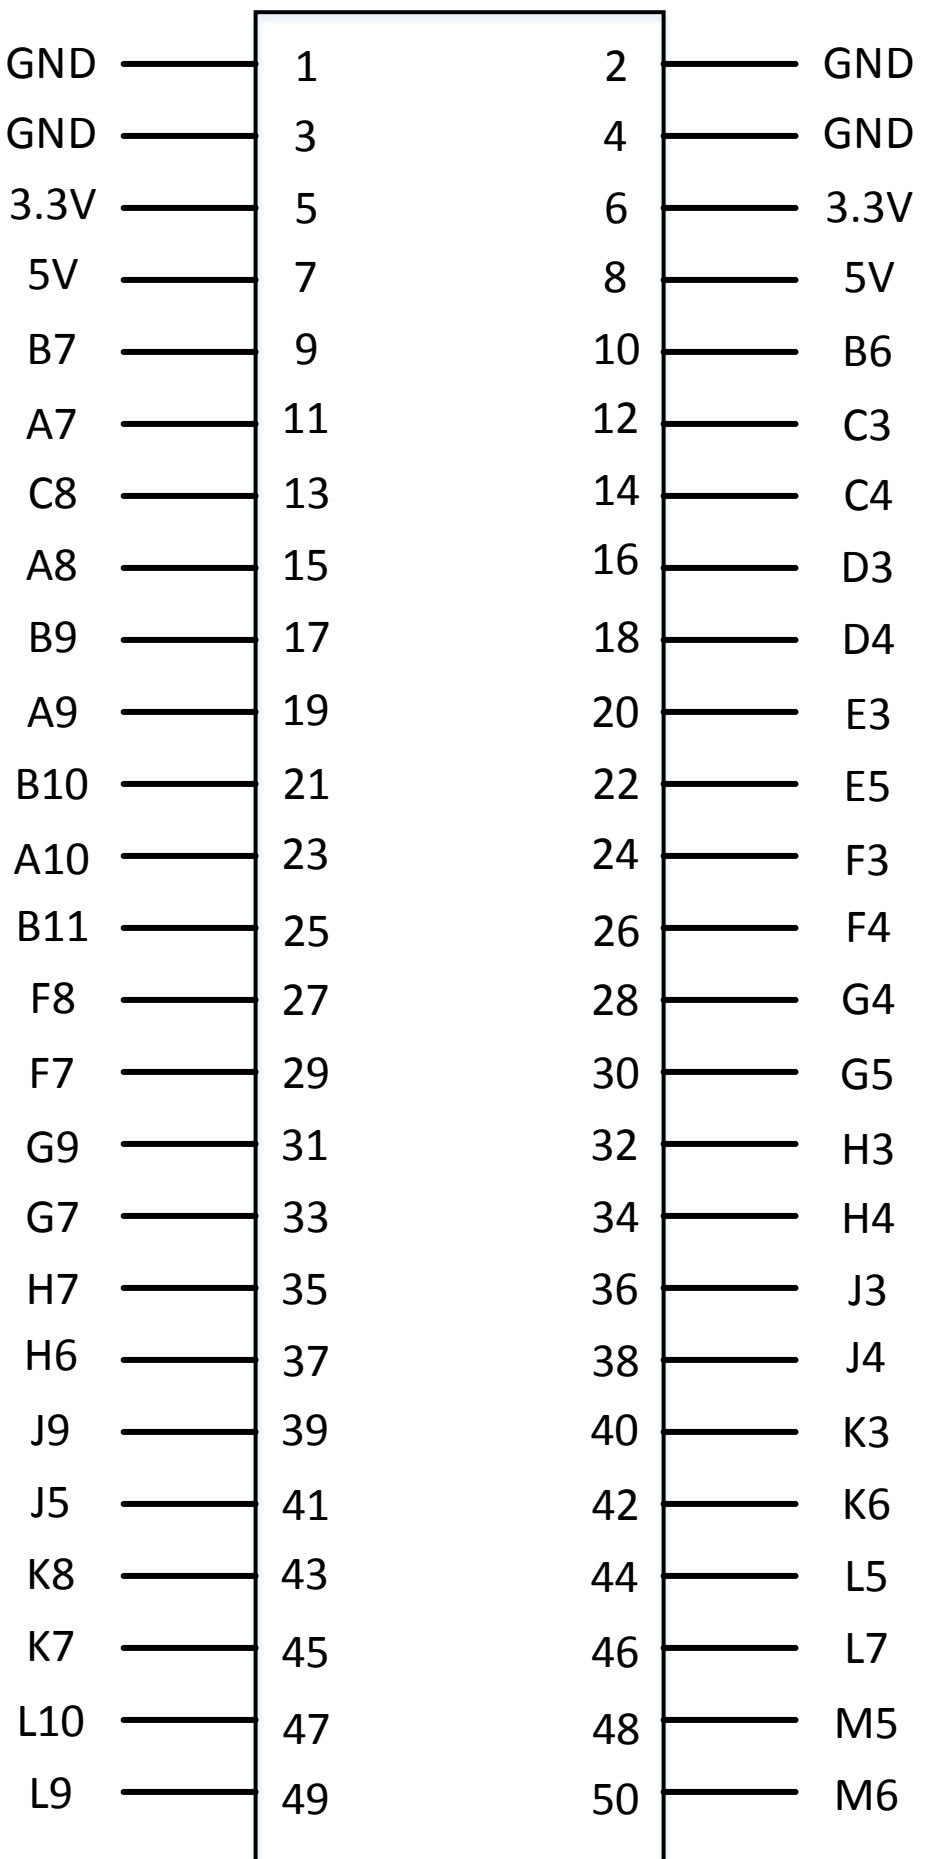 GND 1 2 GND
GND 3 4 GND
3.3V 5 6 3.3V
5V 7 8 5V
B7 9 10 B6
A7 11 12 C3
C8 13 14 C4
A8 15 16 D3
B9 17 18 D4
A9 19 20 E3
B10 21 22 E5
A10 23 24 F3
B11 25 26 F4
F8 27 28 G4
F7 29 30 G5
G9 31 32 H3
G7 33 34 H4
H7 35 36 J3
H6 37 38 J4
J9 39 40 K3
J5 41 42 K6
K8 43 44 L5
K7 45 46 L7
L10 47 48 M5
L9 49 50 M6